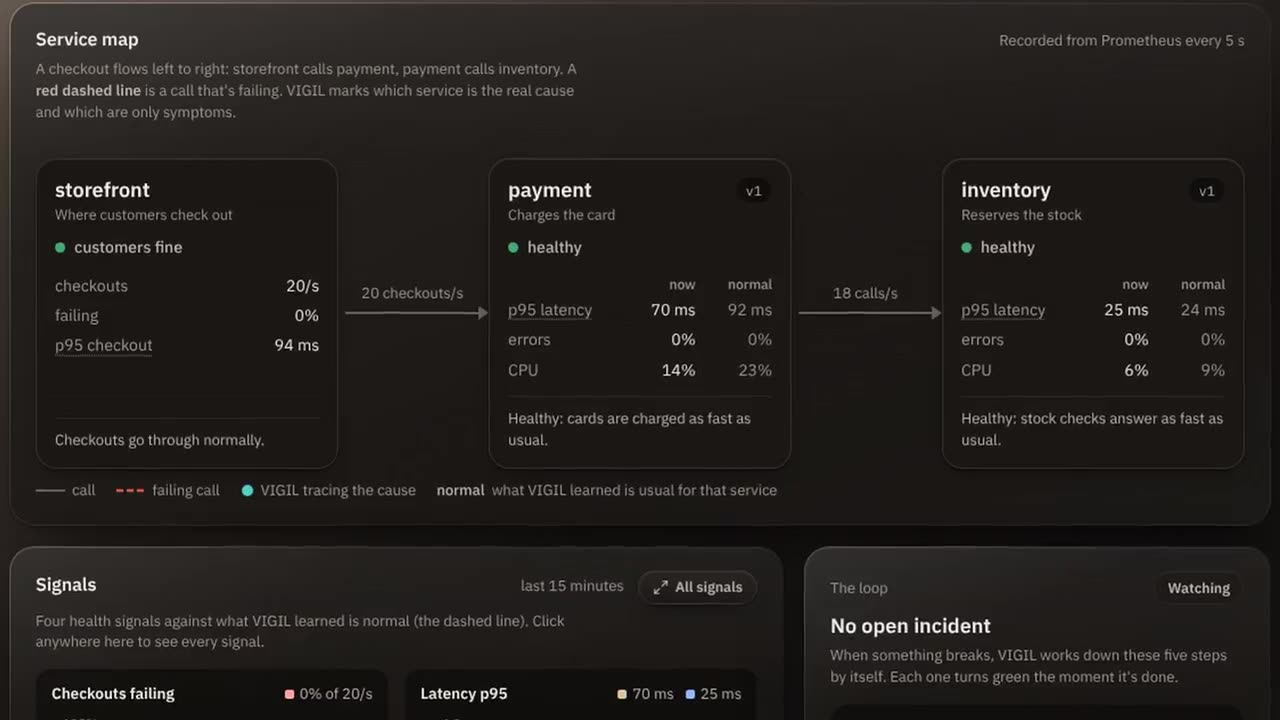 Service map
Recorded from Prometheus every 5 s
A checkout flows left to right: storefront calls payment, payment calls inventory. A
red dashed line is a call that's failing. VIGIL marks which service is the real cause
and which are only symptoms.
storefront
Where customers check out
customers fine
checkouts 20/s
failing 0%
p95 checkout 94 ms
Checkouts go through normally.
20 checkouts/s
payment v1
Charges the card
healthy
now normal
p95 latency 70 ms 92 ms
errors 0% 0%
CPU 14% 23%
Healthy: cards are charged as fast as
usual.
18 calls/s
inventory v1
Reserves the stock
healthy
now normal
p95 latency 25 ms 24 ms
errors 0% 0%
CPU 6% 9%
Healthy: stock checks answer as fast as
usual.
call failing call VIGIL tracing the cause normal what VIGIL learned is usual for that service
Signals
last 15 minutes All signals
Four health signals against what VIGIL learned is normal (the dashed line). Click
anywhere here to see every signal.
Checkouts failing 0% of 20/s
Latency p95 70 ms 25 ms
The loop Watching
No open incident
When something breaks, VIGIL works down these five steps
by itself. Each one turns green the moment it's done.